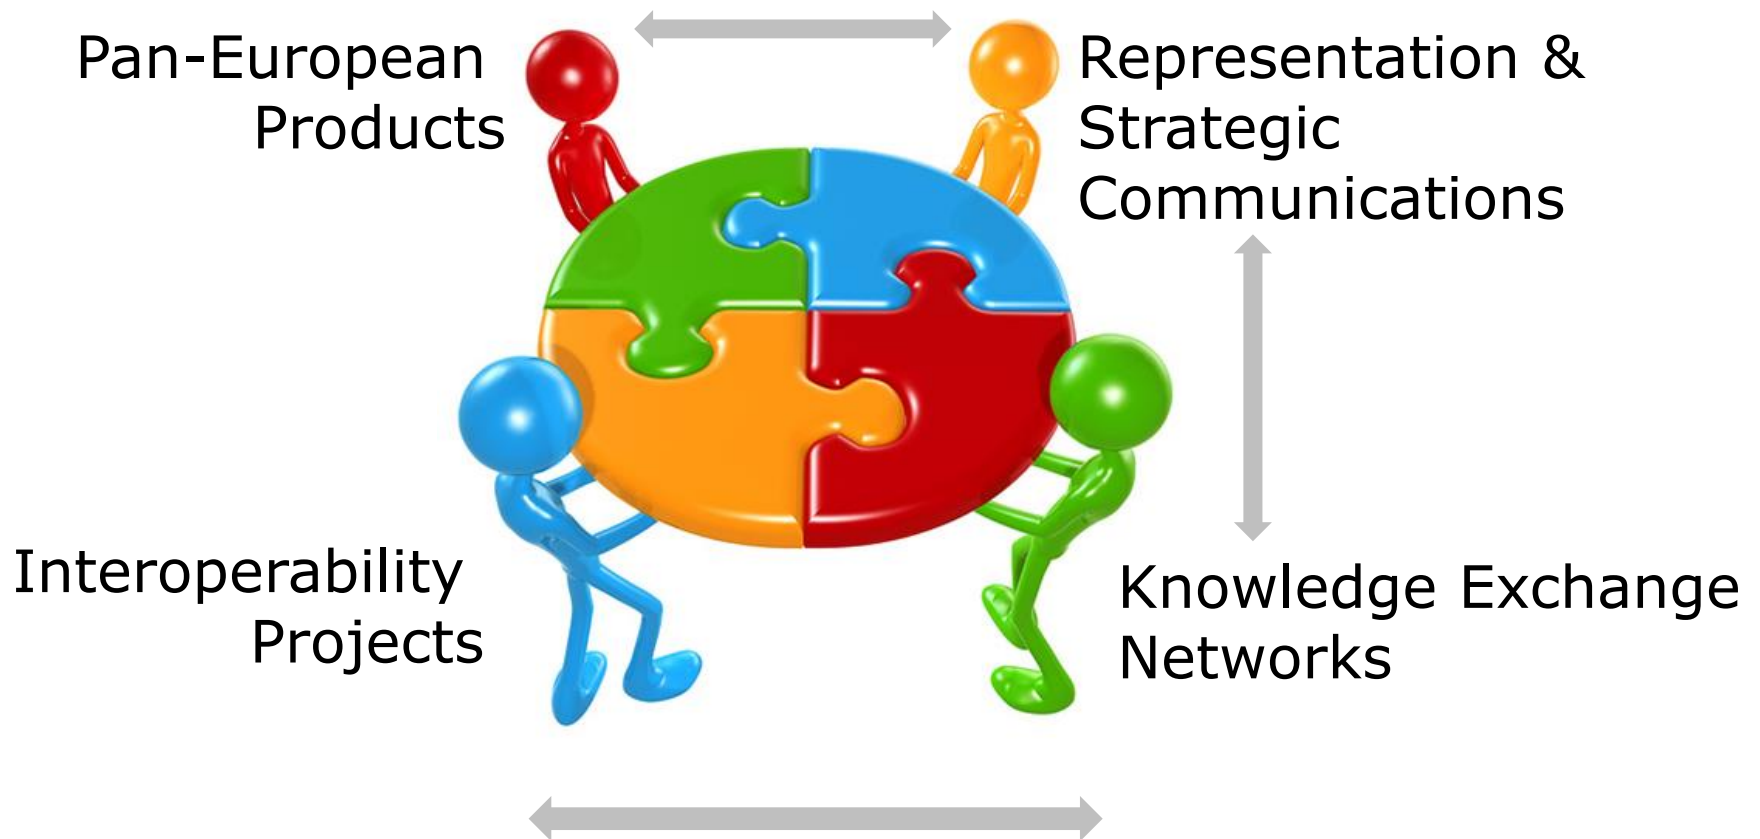 Pan-European
Products
Representation &
Strategic
Communications
Interoperability
Projects
Knowledge Exchange
Networks